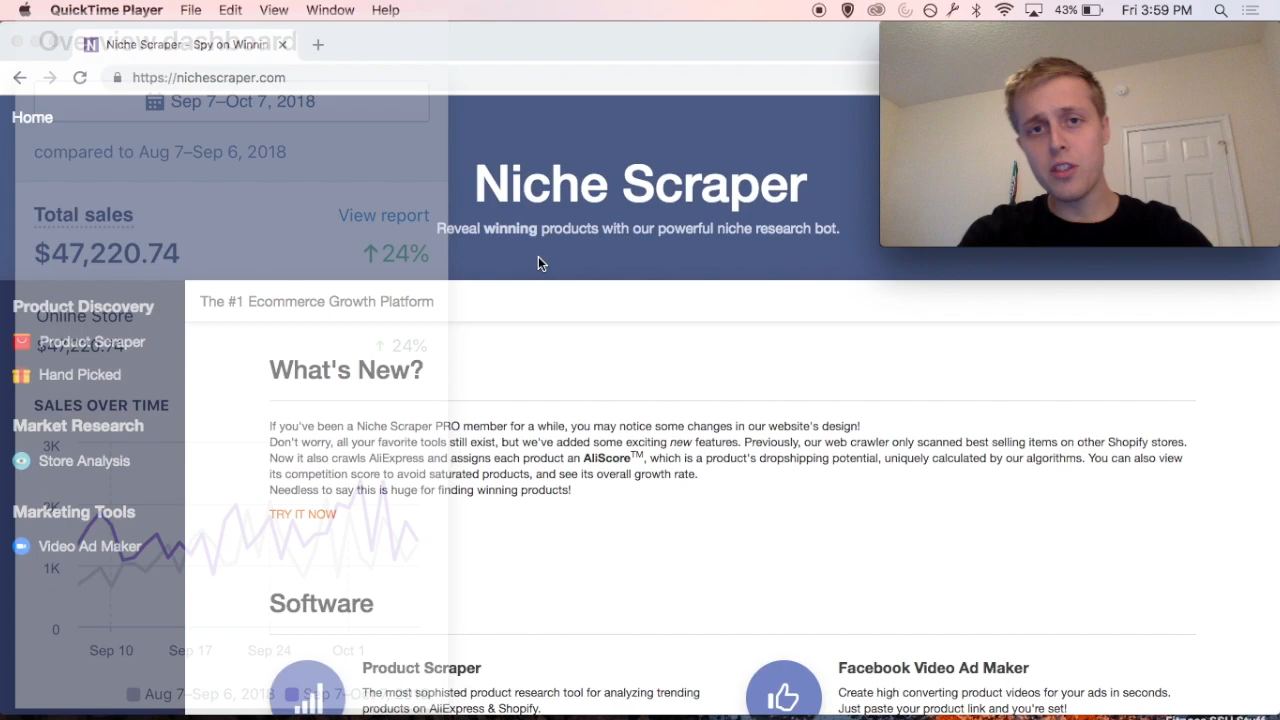 QuickTime Player File Edit View Window Help
43% Fri 3:59 PM
Overview dashboard
Niche Scraper - Spy on Winnin
https://nichescraper.com
Sep 7–Oct 7, 2018
Home
compared to Aug 7–Sep 6, 2018
Niche Scraper
Reveal winning products with our powerful niche research bot.
Total sales
View report
$47,220.74
↑24%
The #1 Ecommerce Growth Platform
Product Discovery
Online Store
Product Scraper
$47,220.74
↑ 24%
Hand Picked
SALES OVER TIME
Market Research
3K
Store Analysis
2K
Marketing Tools
Video Ad Maker
1K
0
Sep 10 Sep 17 Sep 24 Oct 1
Aug 7–Sep 6, 2018
What's New?
If you've been a Niche Scraper PRO member for a while, you may notice some changes in our website's design!
Don't worry, all your favorite tools still exist, but we've added some exciting new features. Previously, our web crawler only scanned best selling items on other Shopify stores.
Now it also crawls AliExpress and assigns each product an AliScore™, which is a product's dropshipping potential, uniquely calculated by our algorithms. You can also view
its competition score to avoid saturated products, and see its overall growth rate.
Needless to say this is huge for finding winning products!
TRY IT NOW
Software
Product Scraper
The most sophisted product research tool for analyzing trending
products on AliExpress & Shopify.
Facebook Video Ad Maker
Create high converting product videos for your ads in seconds.
Just paste your product link and you're set!